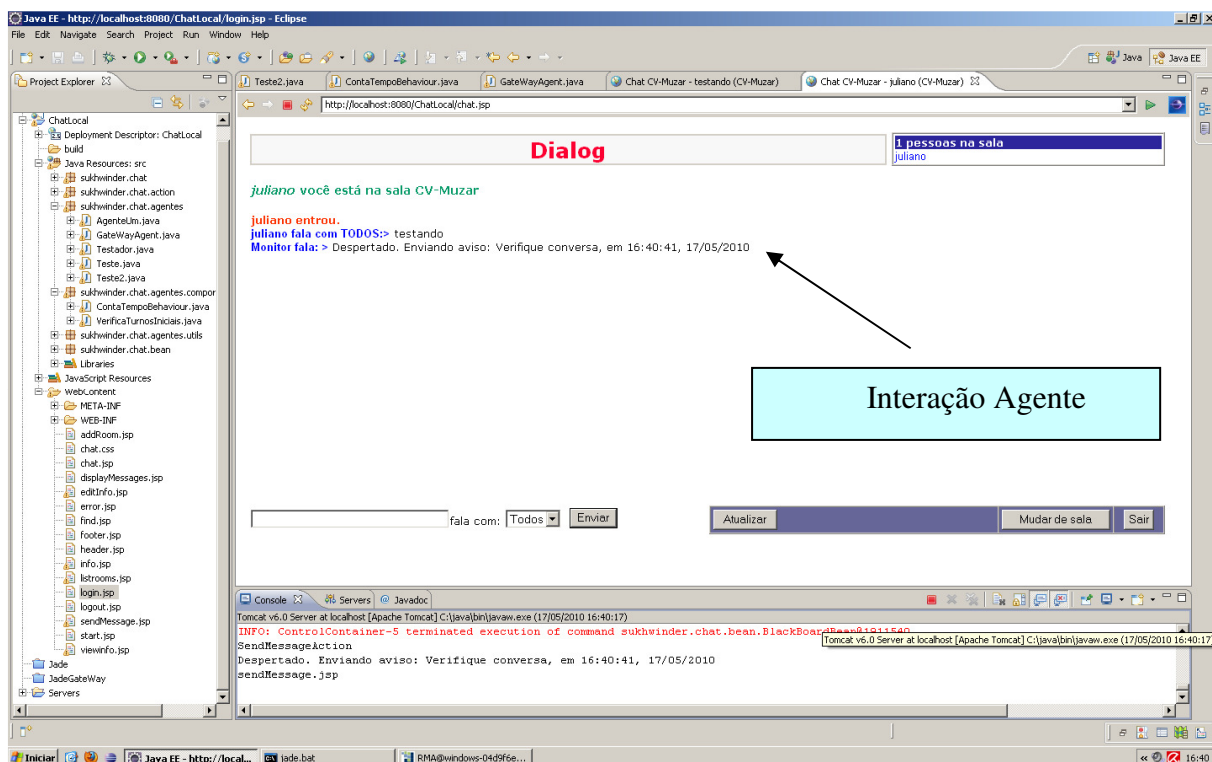 Java EE - http://localhost:8080/ChatLocal/login.jsp - Eclipse
File Edit Navigate Search Project Run Window Help
Java Java EE
Project Explorer
Teste2.java ContaTempoBehaviour.java GateWayAgent.java Chat CV-Muzar - testando (CV-Muzar) Chat CV-Muzar - juliano (CV-Muzar)
http://localhost:8080/ChatLocal/chat.jsp
ChatLocal
Deployment Descriptor: ChatLocal
build
Java Resources: src
sukhwinder.chat
sukhwinder.chat.action
sukhwinder.chat.agentes
AgenteUm.java
GateWayAgent.java
Testador.java
Teste.java
Teste2.java
sukhwinder.chat.agentes.compor
ContaTempoBehaviour.java
VerificaTurnosIniciais.java
sukhwinder.chat.agentes.utils
sukhwinder.chat.bean
Libraries
JavaScript Resources
WebContent
META-INF
WEB-INF
addRoom.jsp
chat.css
chat.jsp
displayMessages.jsp
editInfo.jsp
error.jsp
find.jsp
footer.jsp
header.jsp
info.jsp
listrooms.jsp
login.jsp
logout.jsp
sendMessage.jsp
start.jsp
viewinfo.jsp
Jade
JadeGateWay
Servers
Dialog
1 pessoas na sala
juliano
juliano você está na sala CV-Muzar
juliano entrou.
juliano fala com TODOS:> testando
Monitor fala: > Despertado. Enviando aviso: Verifique conversa, em 16:40:41, 17/05/2010
Interação Agente
fala com: Todos Enviar Atualizar Mudar de sala Sair
Console Servers @ Javadoc
Tomcat v6.0 Server at localhost [Apache Tomcat] C:\java\bin\javaw.exe (17/05/2010 16:40:17)
INFO: ControlContainer-5 terminated execution of command sukhwinder.chat.bean.BlackBoardBean@1911540
Tomcat v6.0 Server at localhost [Apache Tomcat] C:\java\bin\javaw.exe (17/05/2010 16:40:17)
SendMessageAction
Despertado. Enviando aviso: Verifique conversa, em 16:40:41, 17/05/2010
sendMessage.jsp
Iniciar Java EE - http://local... jade.bat RMA@windows-04d9f6e... 16:40